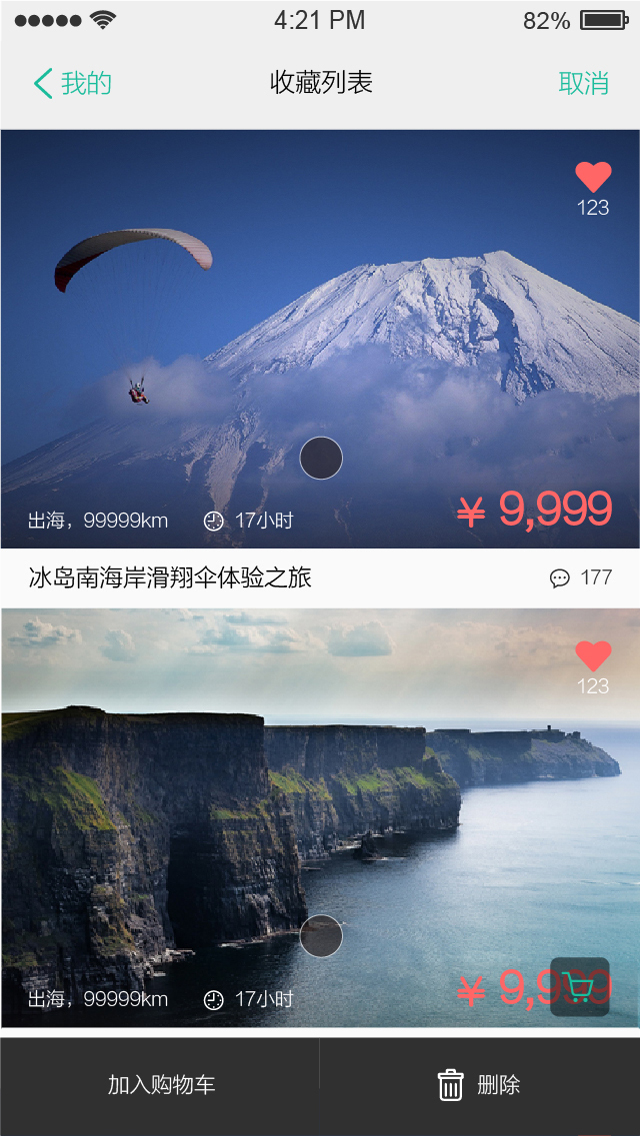 4:21 PM 82%
我的 收藏列表 取消
123
出海，99999km 17小时 ¥ 9,999
冰岛南海岸滑翔伞体验之旅 177
123
出海，99999km 17小时 ¥ 9,999
加入购物车 删除